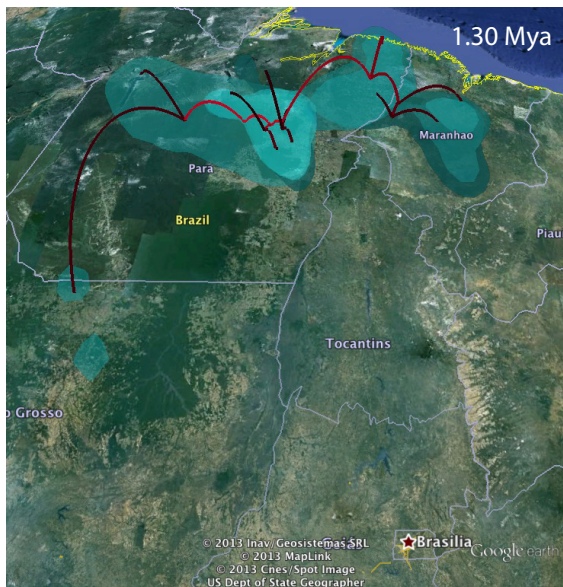 1.30 Mya
Maranhao
Para
Brazil
Piau
Tocantins
o Grosso
© 2013 Inav/Geosistemas SRL
© 2013 MapLink
© 2013 Cnes/Spot Image
US Dept of State Geographer
Brasilia
Google earth